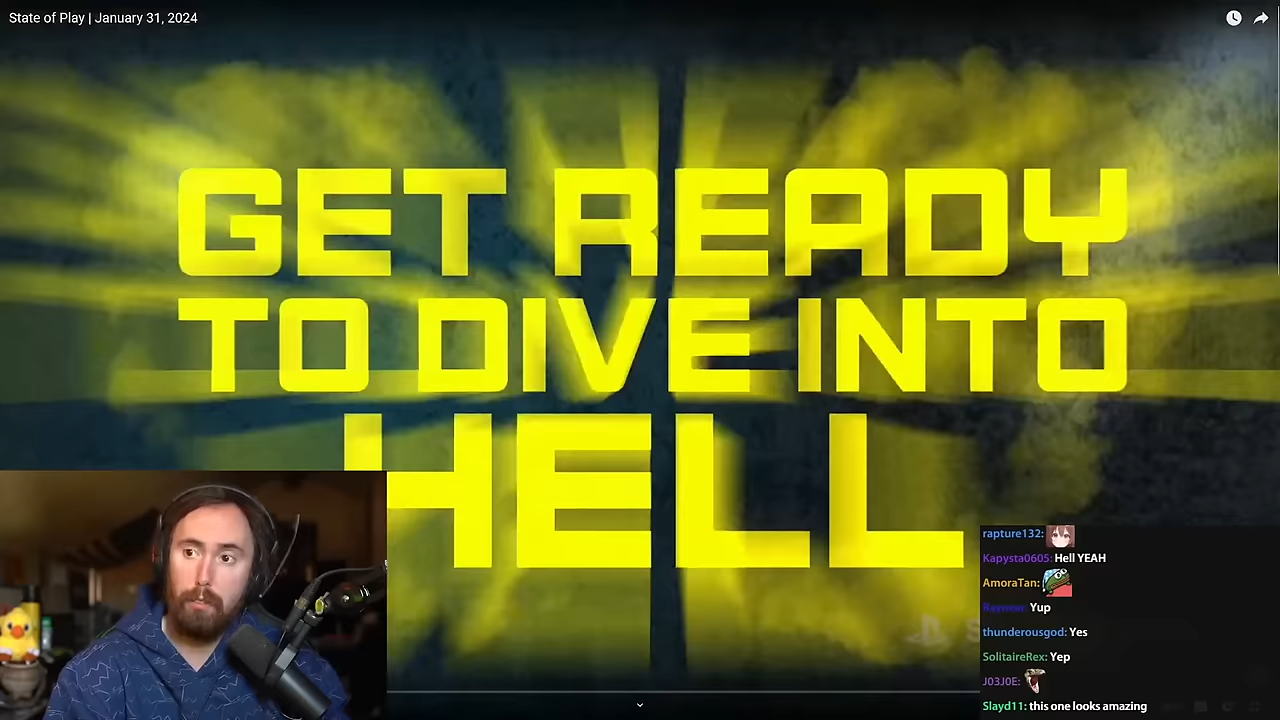 State of Play | January 31, 2024
GET READY
TO DIVE INTO
HELL
rapture132:
Kapysta0605: Hell YEAH
AmoraTan:
Yup
thunderousgod: Yes
SolitaireRex: Yep
J03J0E:
Slayd11: this one looks amazing